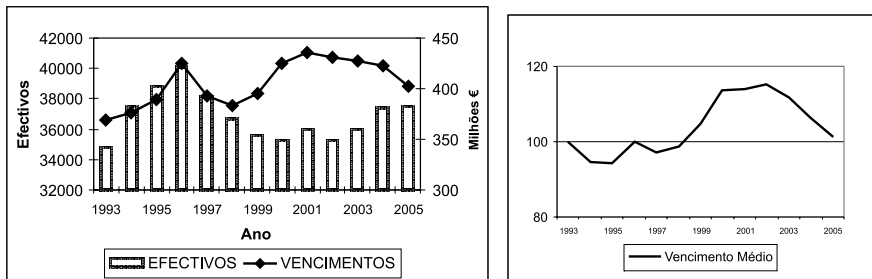 42000
40000
38000
36000
34000
32000
Efectivos
450
400
350
300
Milhões €
1993 1995 1996 1997 1999 2001 2003 2005
Ano
EFECTIVOS VENCIMENTOS
120
100
80
1993 1995 1997 1999 2001 2003 2005
Vencimento Médio